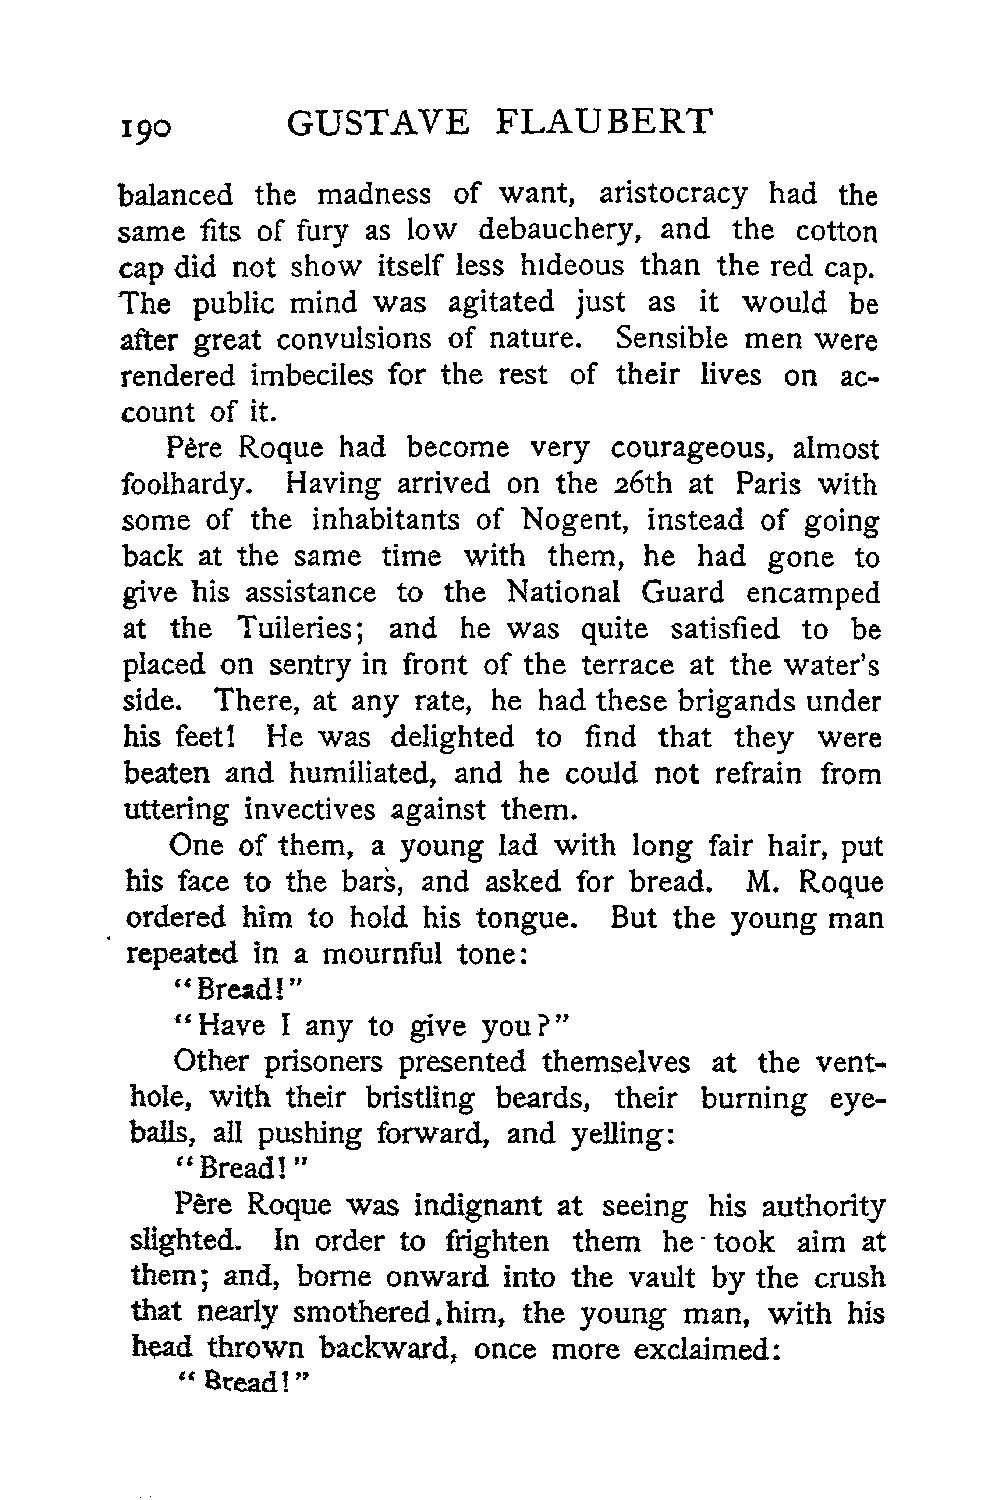 190 GUSTAVE FLAUBERT
balanced the madness of want, aristocracy had the
same fits of fury as low debauchery, and the cotton
cap did not show itself less hideous than the red cap.
The public mind was agitated just as it would be
after great convulsions of nature. Sensible men were
rendered imbeciles for the rest of their lives on ac-
count of it.
Père Roque had become very courageous, almost
foolhardy. Having arrived on the 26th at Paris with
some of the inhabitants of Nogent, instead of going
back at the same time with them, he had gone to
give his assistance to the National Guard encamped
at the Tuileries; and he was quite satisfied to be
placed on sentry in front of the terrace at the water's
side. There, at any rate, he had these brigands under
his feet! He was delighted to find that they were
beaten and humiliated, and he could not refrain from
uttering invectives against them.
One of them, a young lad with long fair hair, put
his face to the bars, and asked for bread. M. Roque
ordered him to hold his tongue. But the young man
repeated in a mournful tone:
"Bread!"
"Have I any to give you?"
Other prisoners presented themselves at the vent-
hole, with their bristling beards, their burning eye-
balls, all pushing forward, and yelling:
"Bread!"
Père Roque was indignant at seeing his authority
slighted. In order to frighten them he took aim at
them; and, borne onward into the vault by the crush
that nearly smothered him, the young man, with his
head thrown backward, once more exclaimed:
"Bread!"